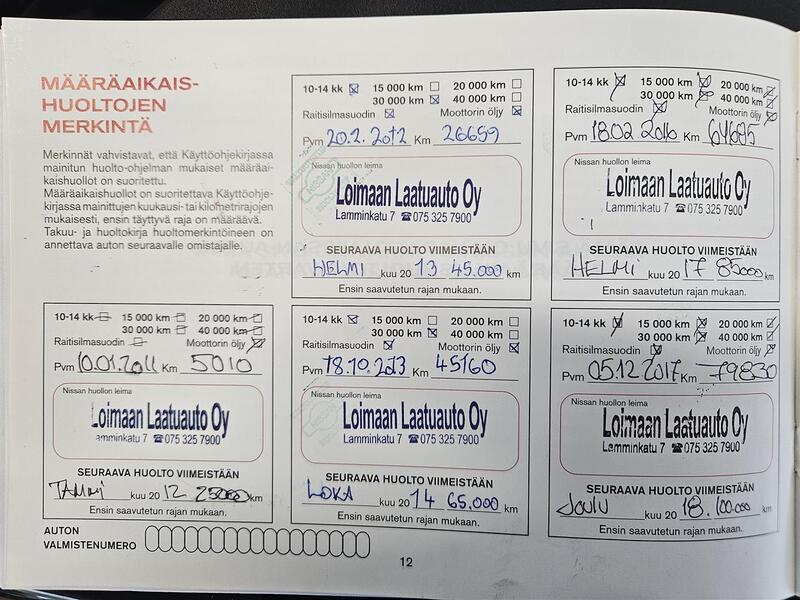 MÄÄRÄAIKAIS-
HUOLTOJEN
MERKINTÄ
Merkinnät vahvistavat, että Käyttöohjekirjassa
mainitun huolto-ohjelman mukaiset määräai-
kaishuollot on suoritettu.
Määräaikaishuollot on suoritettava Käyttöohje-
kirjassa mainittujen kuukausi- tai kilometrirajojen
mukaisesti, ensin täyttyvä raja on määräävä.
Takuu- ja huoltokirja huoltomerkintöineen on
annettava auton seuraavalle omistajalle.
10-14 kk 15 000 km 20 000 km
30 000 km 40 000 km
Raitisilmasuodin Moottorin öljy
Pvm 10.01.2011 Km 5010
Nissan huollon leima
Loimaan Laatuauto Oy
Lamminkatu 7 ☎075 325 7900
SEURAAVA HUOLTO VIIMEISTÄÄN
TAMMI kuu 20 12 25000 km
Ensin saavutetun rajan mukaan.
AUTON
VALMISTENUMERO
10-14 kk 15 000 km 20 000 km
30 000 km 40 000 km
Raitisilmasuodin Moottorin öljy
Pvm 20.2.2012 Km 26659
Nissan huollon leima
Loimaan Laatuauto Oy
Lamminkatu 7 ☎075 325 7900
SEURAAVA HUOLTO VIIMEISTÄÄN
HELMI kuu 20 13 45.000 km
Ensin saavutetun rajan mukaan.
10-14 kk 15 000 km 20 000 km
30 000 km 40 000 km
Raitisilmasuodin Moottorin öljy
Pvm 18.10.2013 Km 45160
Nissan huollon leima
Loimaan Laatuauto Oy
Lamminkatu 7 ☎075 325 7900
SEURAAVA HUOLTO VIIMEISTÄÄN
LOKA kuu 20 14 65.000 km
Ensin saavutetun rajan mukaan.
10-14 kk 15 000 km 20 000 km
30 000 km 40 000 km
Raitisilmasuodin Moottorin öljy
Pvm 18.02 2016 Km 64685
Nissan huollon leima
Loimaan Laatuauto Oy
Lamminkatu 7 ☎075 325 7900
SEURAAVA HUOLTO VIIMEISTÄÄN
HELMI kuu 20 17 85000 km
Ensin saavutetun rajan mukaan.
10-14 kk 15 000 km 20 000 km
30 000 km 40 000 km
Raitisilmasuodin Moottorin öljy
Pvm 05.12.2017 Km 79830
Nissan huollon leima
Loimaan Laatuauto Oy
Lamminkatu 7 ☎075 325 7900
SEURAAVA HUOLTO VIIMEISTÄÄN
JOULU kuu 20 18. 100.000 km
Ensin saavutetun rajan mukaan.
12